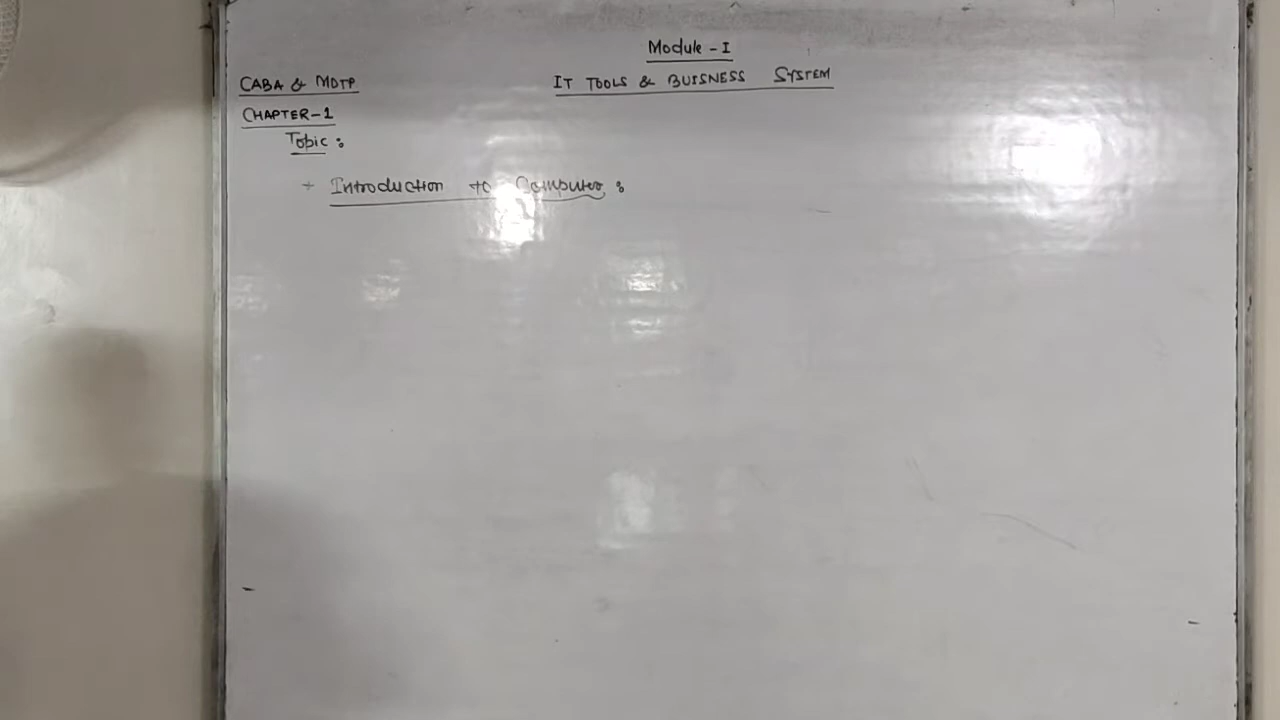 Module - I
CABA & MDTP
IT TOOLS & BUISNESS SYSTEM
CHAPTER-1
Topic :
+ Introduction to Computer :